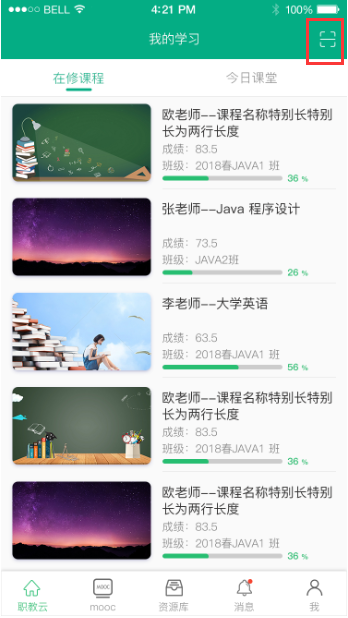 BELL 4:21 PM 100%
我的学习
在修课程 今日课堂
欧老师--课程名称特别长特别
长为两行长度
成绩：83.5
班级：2018春JAVA1 班
36 %
张老师--Java 程序设计
成绩：73.5
班级：JAVA2班
26 %
李老师--大学英语
成绩：63.5
班级：2018春JAVA1 班
56 %
欧老师--课程名称特别长特别
长为两行长度
成绩：83.5
班级：2018春JAVA1 班
36 %
欧老师--课程名称特别长特别
长为两行长度
成绩：83.5
班级：2018春JAVA1 班
36 %
MOOC
职教云 mooc 资源库 消息 我